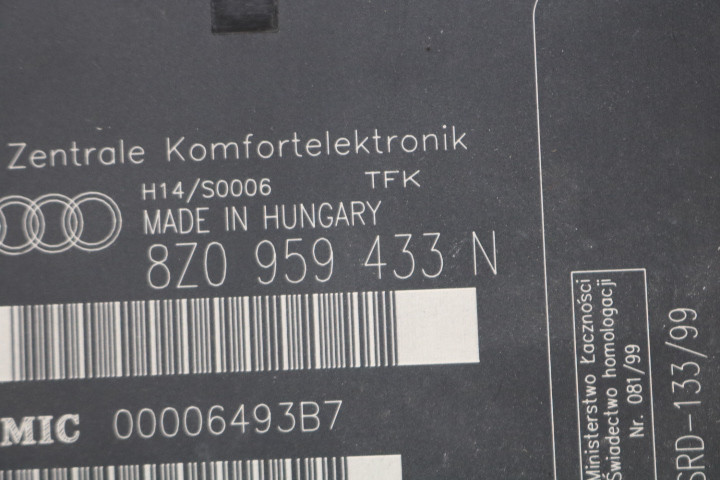 Zentrale Komfortelektronik
H14/S0006 TFK
MADE IN HUNGARY
8Z0 959 433 N
MIC 00006493B7
Ministerstwo Łączności
Świadectwo homologacji
Nr. 081/99
SRD-133/99